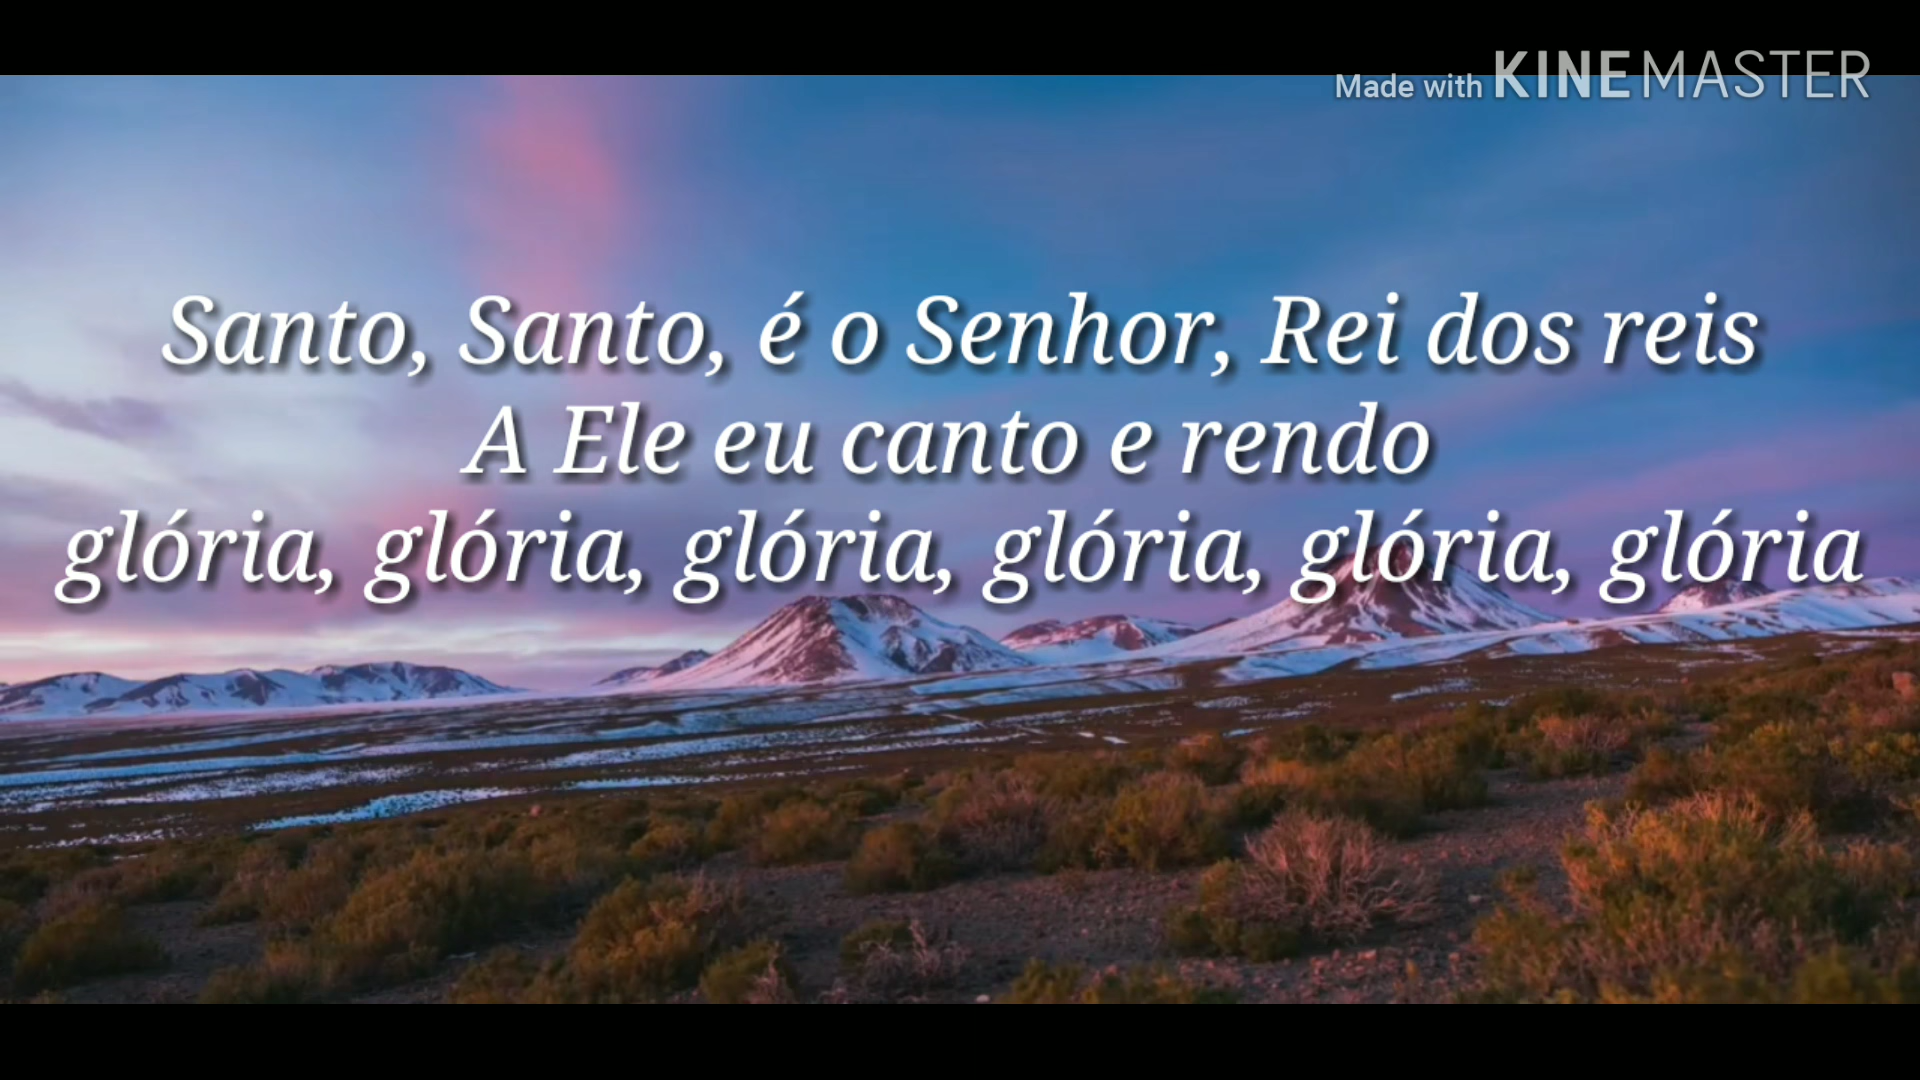 Made with KINEMASTER
Santo, Santo, é o Senhor, Rei dos reis
A Ele eu canto e rendo
glória, glória, glória, glória, glória, glória